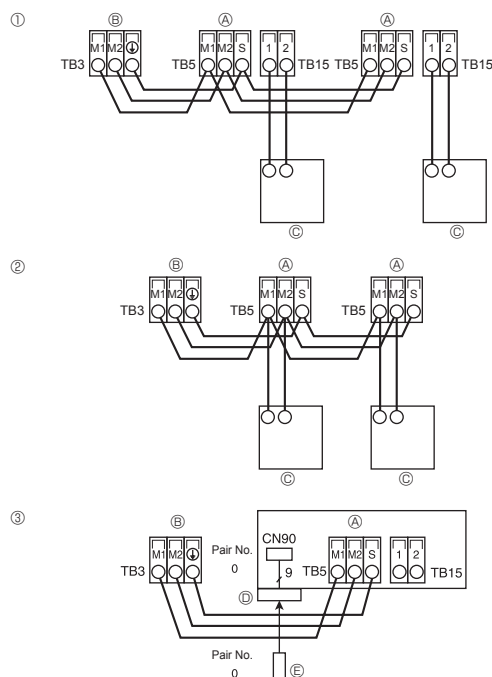 ①
Ⓑ Ⓐ Ⓐ
M1 M2 ⏚ M1 M2 S 1 2 M1 M2 S 1 2
TB3 TB5 TB15 TB5 TB15
Ⓒ Ⓒ
②
Ⓑ Ⓐ Ⓐ
M1 M2 ⏚ M1 M2 S M1 M2 S
TB3 TB5 TB5
Ⓒ Ⓒ
③
Ⓑ Ⓐ
CN90
M1 M2 ⏚ Pair No. M1 M2 S 1 2
TB3 0 9 TB5 TB15
Ⓓ
Pair No.
0 Ⓔ